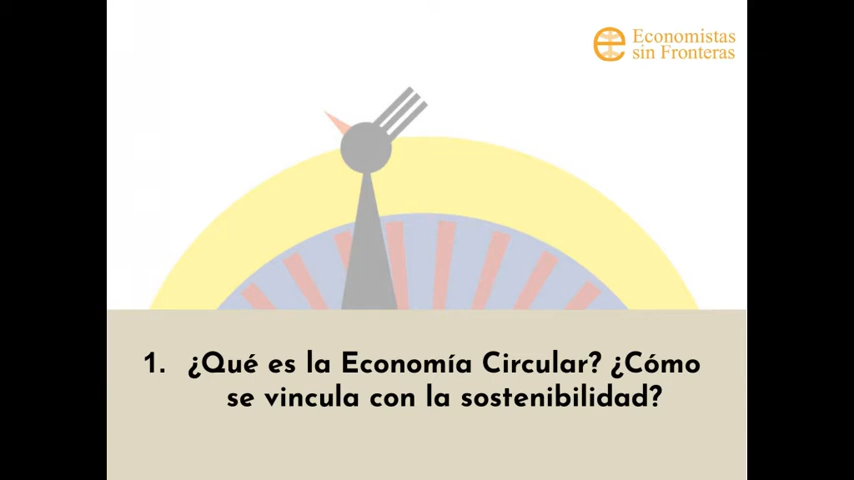 Economistas
sin Fronteras
1. ¿Qué es la Economía Circular? ¿Cómo
se vincula con la sostenibilidad?